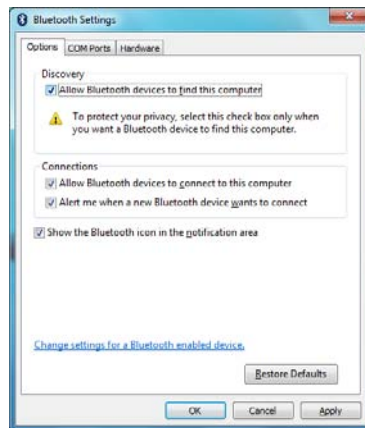 Bluetooth Settings
Options COM Ports Hardware
Discovery
Allow Bluetooth devices to find this computer
To protect your privacy, select this check box only when
you want a Bluetooth device to find this computer.
Connections
Allow Bluetooth devices to connect to this computer
Alert me when a new Bluetooth device wants to connect
Show the Bluetooth icon in the notification area
Change settings for a Bluetooth enabled device.
Restore Defaults
OK Cancel Apply